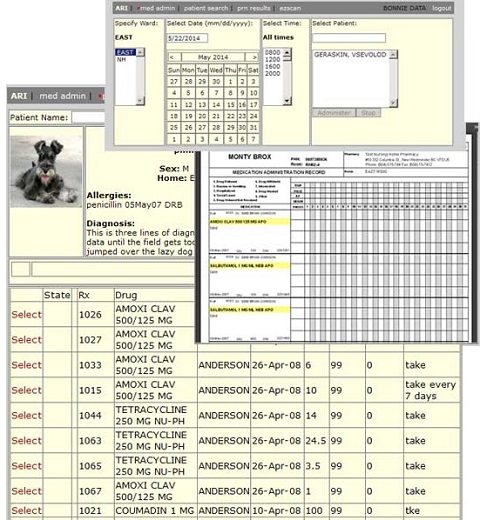 ARI | med admin | patient search | prn results | ezscan BONNIE DATA logout
Specify Ward: Select Date (mm/dd/yyyy): Select Time: Select Patient:
EAST 5/22/2014 All times
EAST
NH
< May 2014 >
Sun Mon Tue Wed Thu Fri Sat
27 28 29 30 1 2 3
4 5 6 7 8 9 10
11 12 13 14 15 16 17
18 19 20 21 22 23 24
25 26 27 28 29 30 31
1 2 3 4 5 6 7
0800
1200
1600
2000
GERASKIN, VSEVOLOD
Administer Stop
ARI | med admin |
Patient Name:
Sex: M
Home: E
Allergies:
penicillin 05May07 DRB
Diagnosis:
This is three lines of diagn
data until the field gets too
jumped over the lazy dog
MONTY BROX
MEDICATION ADMINISTRATION RECORD
MEDICATION
AMOXI CLAV 500/125 MG APO
SALBUTAMOL 1 MG/ML NEB APO
SALBUTAMOL 1 MG/ML NEB APO
State Rx Drug
Select 1026 AMOXI CLAV
500/125 MG
Select 1027 AMOXI CLAV
500/125 MG
Select 1033 AMOXI CLAV
500/125 MG ANDERSON 26-Apr-08 6 99 0 take
Select 1015 AMOXI CLAV
500/125 MG ANDERSON 26-Apr-08 10 99 0 take every
7 days
Select 1044 TETRACYCLINE
250 MG NU-PH ANDERSON 26-Apr-08 14 99 0 take
Select 1063 TETRACYCLINE
250 MG NU-PH ANDERSON 26-Apr-08 24.5 99 0 take
Select 1065 TETRACYCLINE
250 MG NU-PH ANDERSON 26-Apr-08 3.5 99 0 take
Select 1067 AMOXI CLAV
500/125 MG ANDERSON 26-Apr-08 1 99 0 take
Select 1021 COUMADIN 1 MG ANDERSON 10-Apr-08 100 99 0 tke